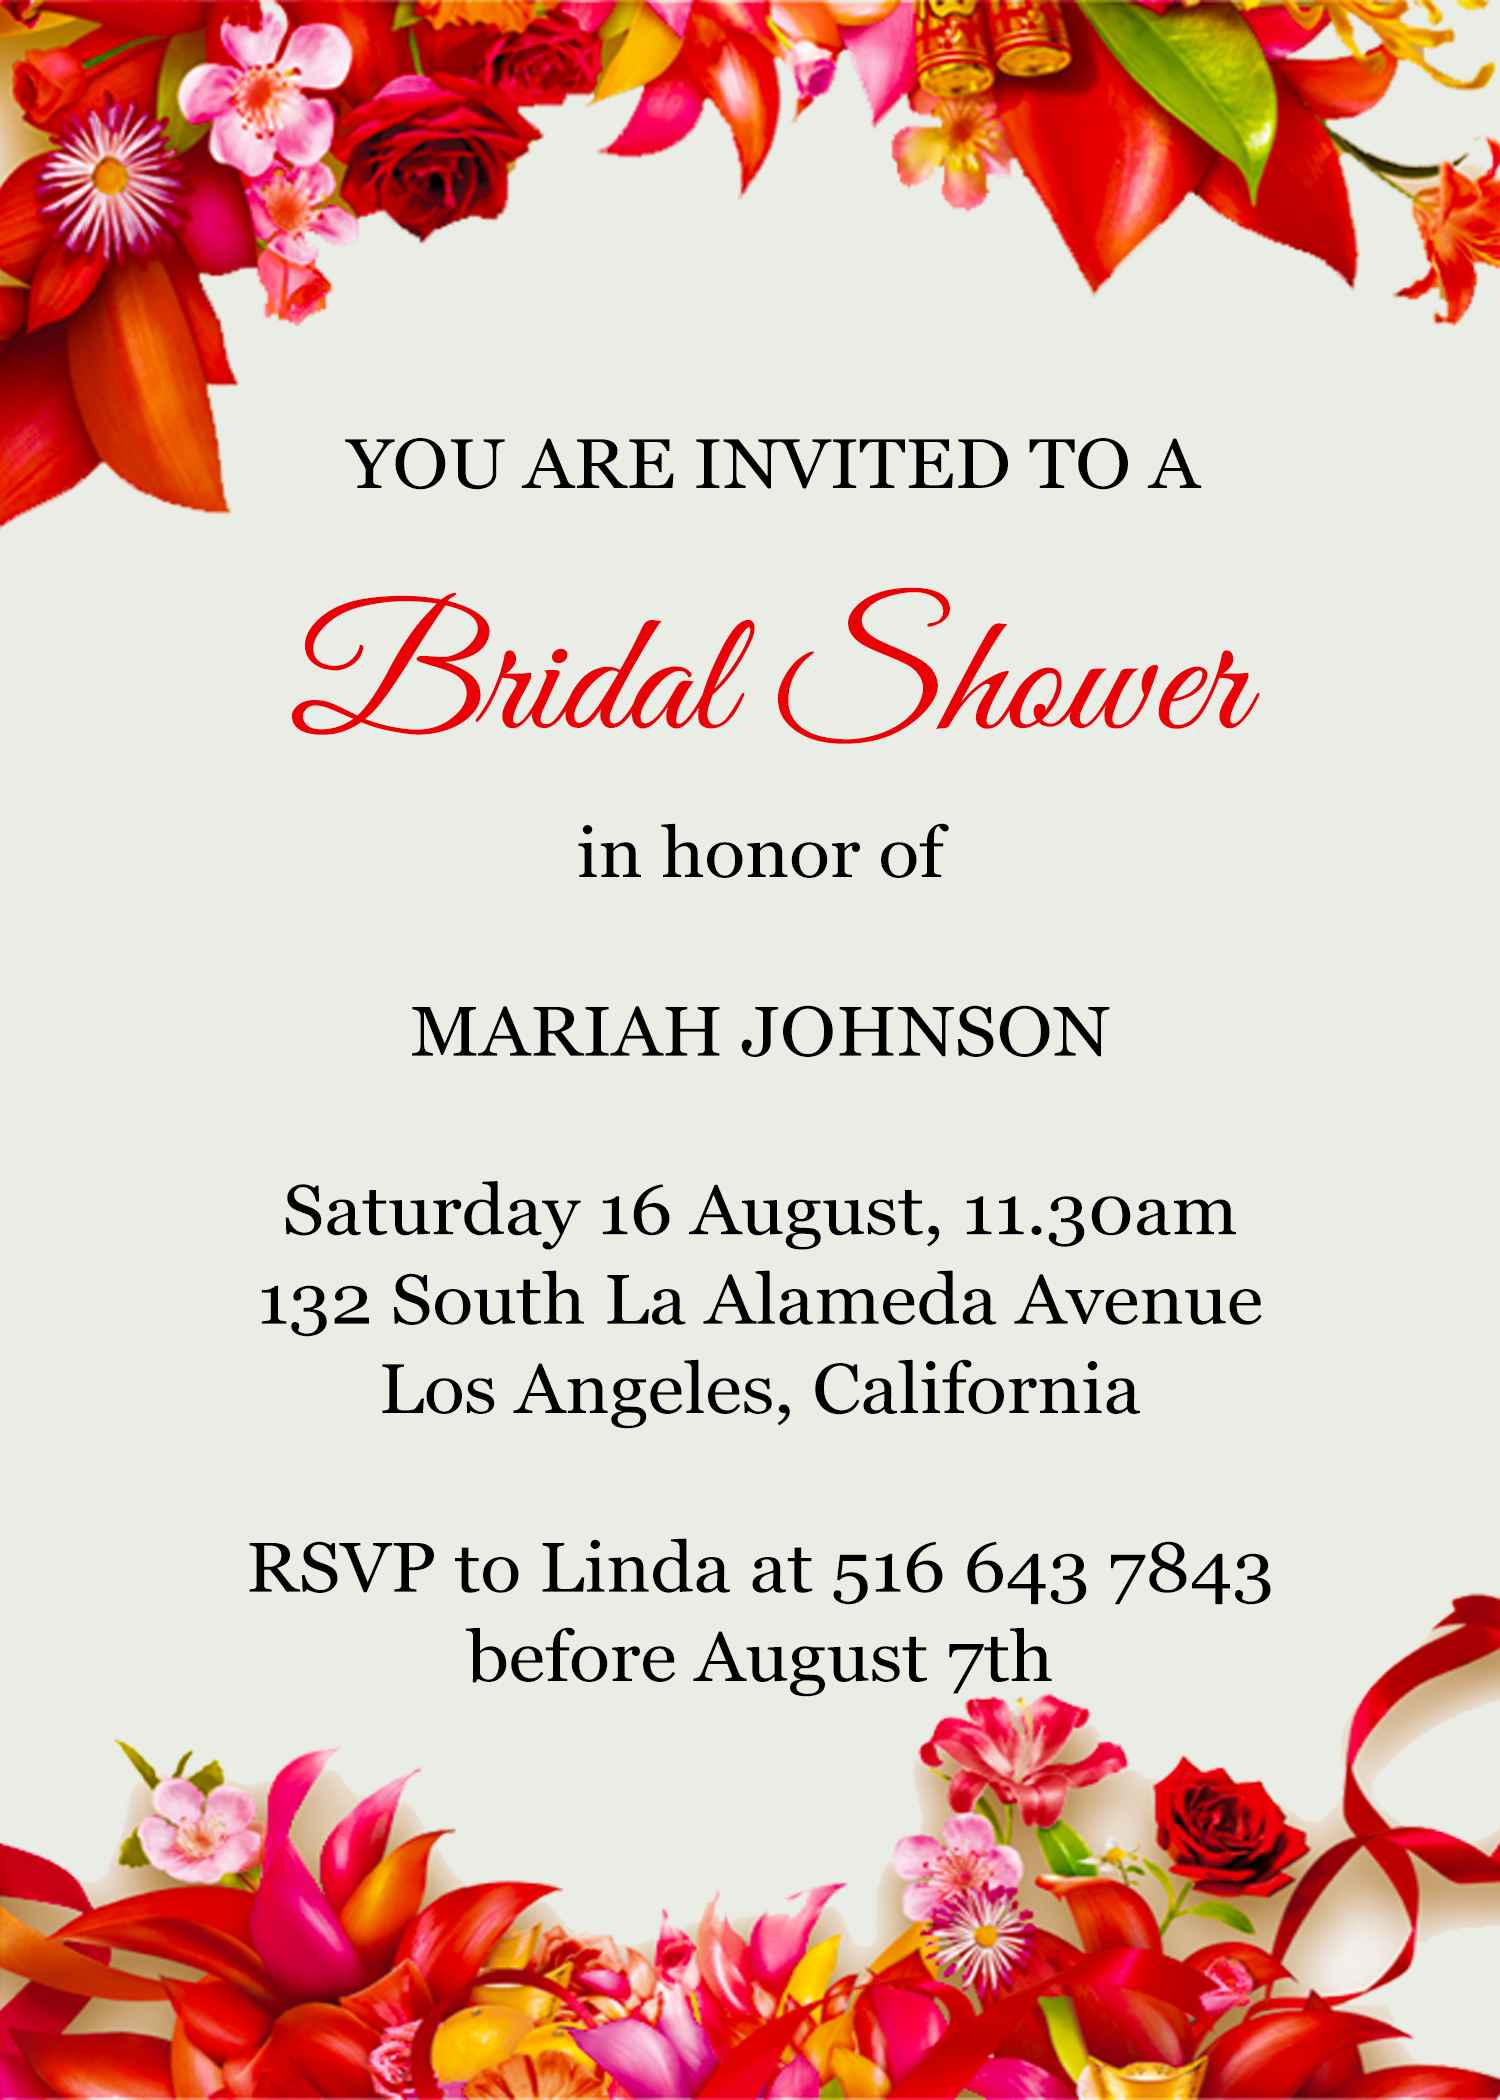 YOU ARE INVITED TO A
Bridal Shower
in honor of
MARIAH JOHNSON
Saturday 16 August, 11.30am
132 South La Alameda Avenue
Los Angeles, California
RSVP to Linda at 516 643 7843
before August 7th